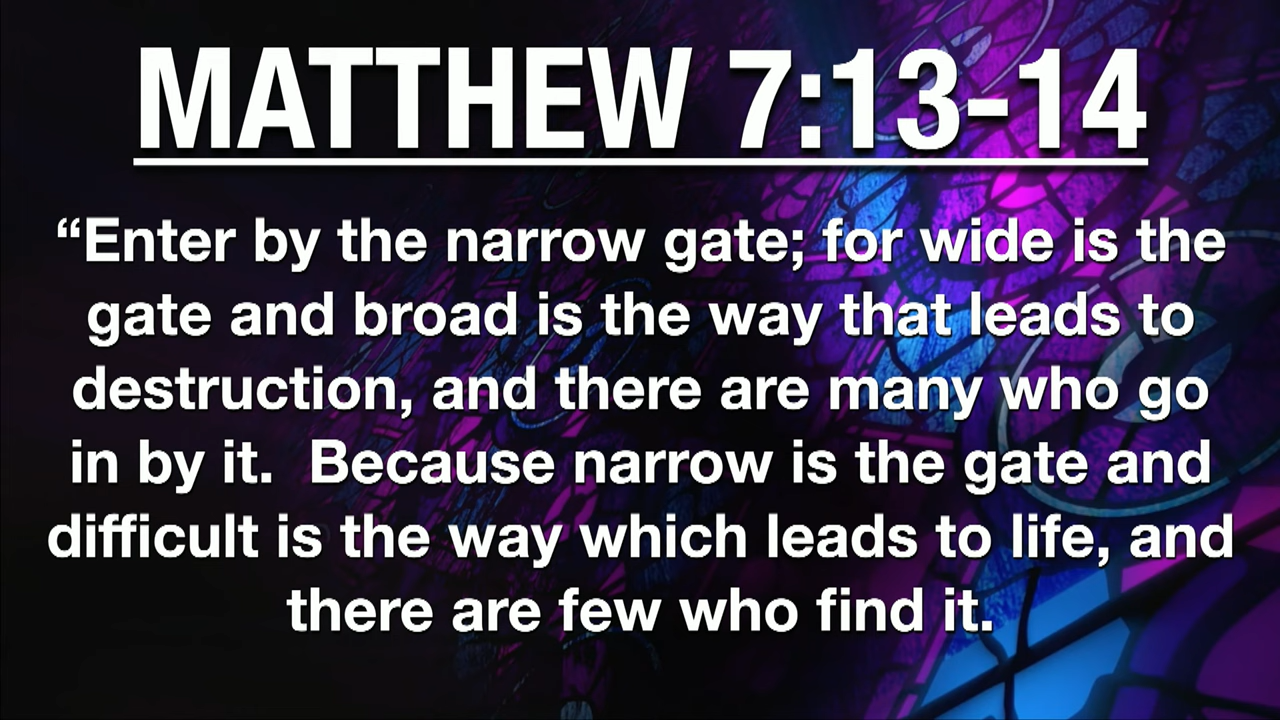 MATTHEW 7:13-14
“Enter by the narrow gate; for wide is the
gate and broad is the way that leads to
destruction, and there are many who go
in by it.  Because narrow is the gate and
difficult is the way which leads to life, and
there are few who find it.